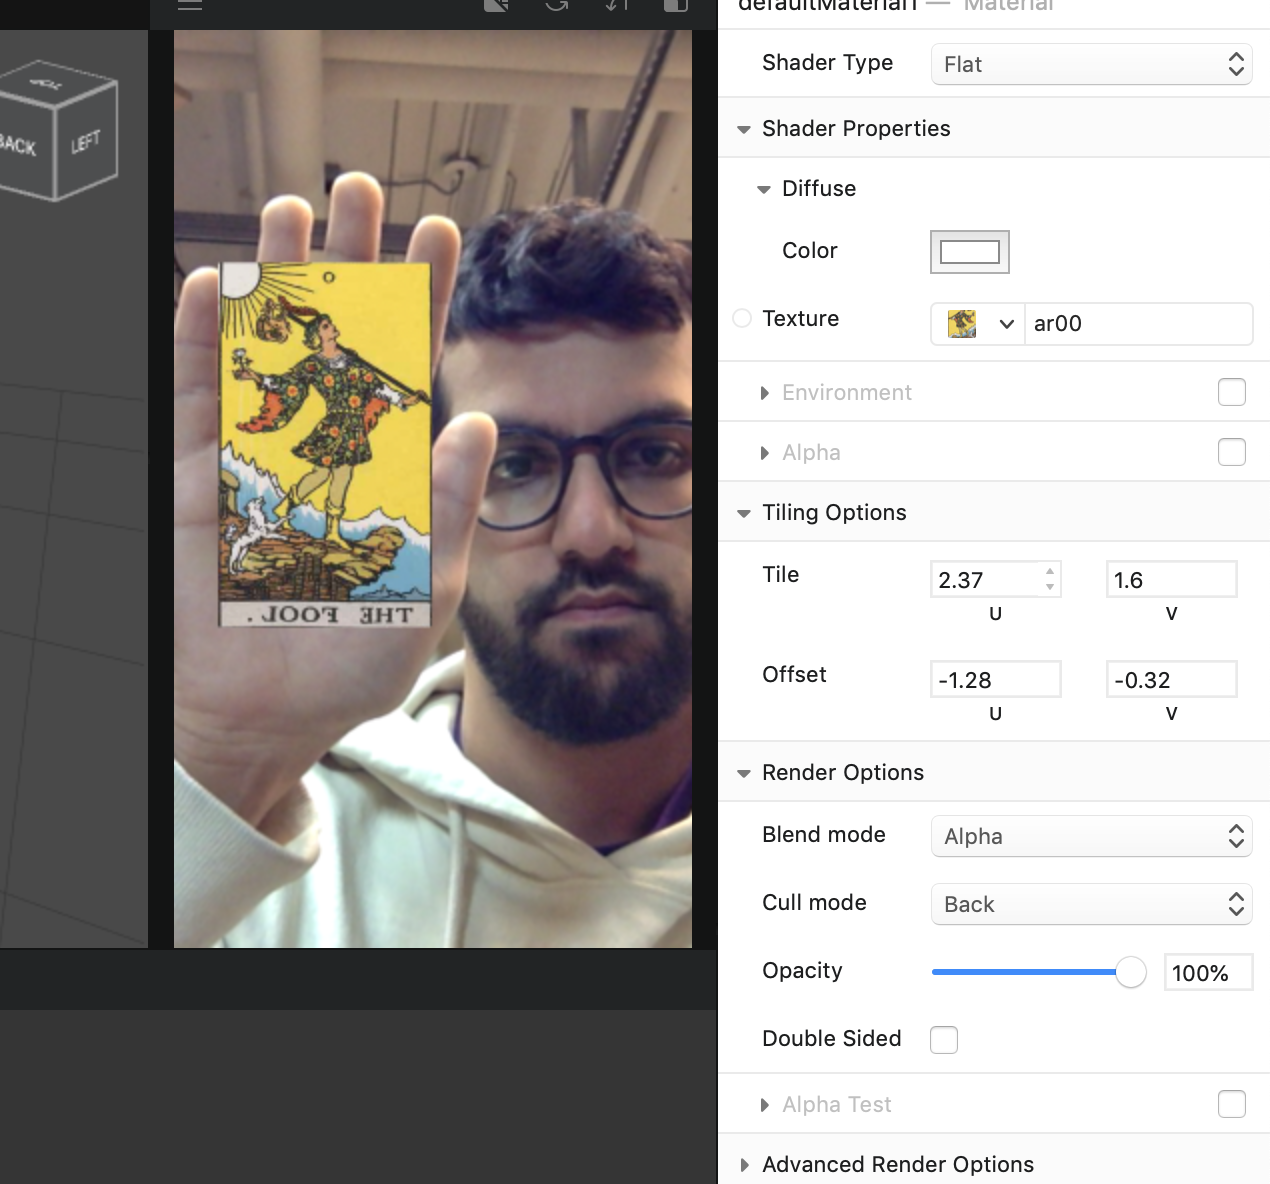 defaultMaterial1 — Material
TOP
BACK
LEFT
Shader Type
Flat
Shader Properties
Diffuse
Color
Texture
ar00
Environment
Alpha
Tiling Options
Tile
2.37
1.6
U
V
Offset
-1.28
-0.32
U
V
Render Options
Blend mode
Alpha
Cull mode
Back
Opacity
100%
Double Sided
Alpha Test
Advanced Render Options
0
THE FOOL.